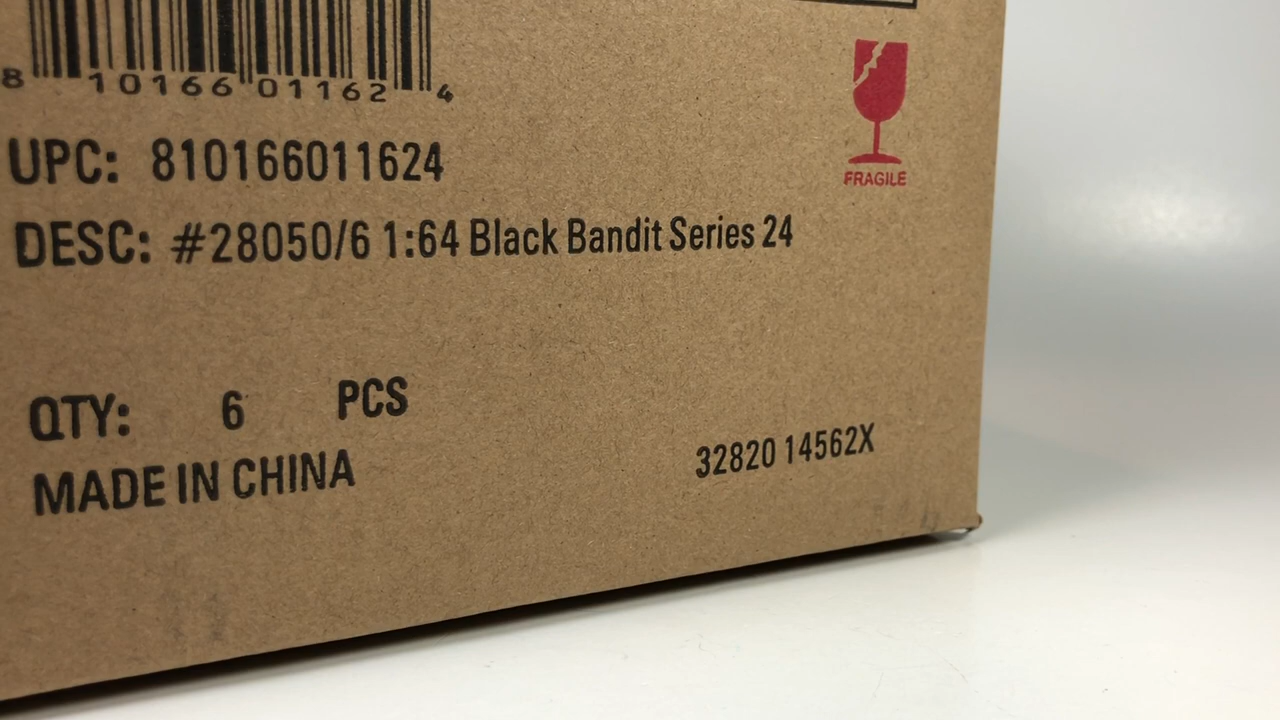 8 10166 01162 4
UPC: 810166011624
FRAGILE
DESC: #28050/6 1:64 Black Bandit Series 24
QTY: 6 PCS
MADE IN CHINA
32820 14562X